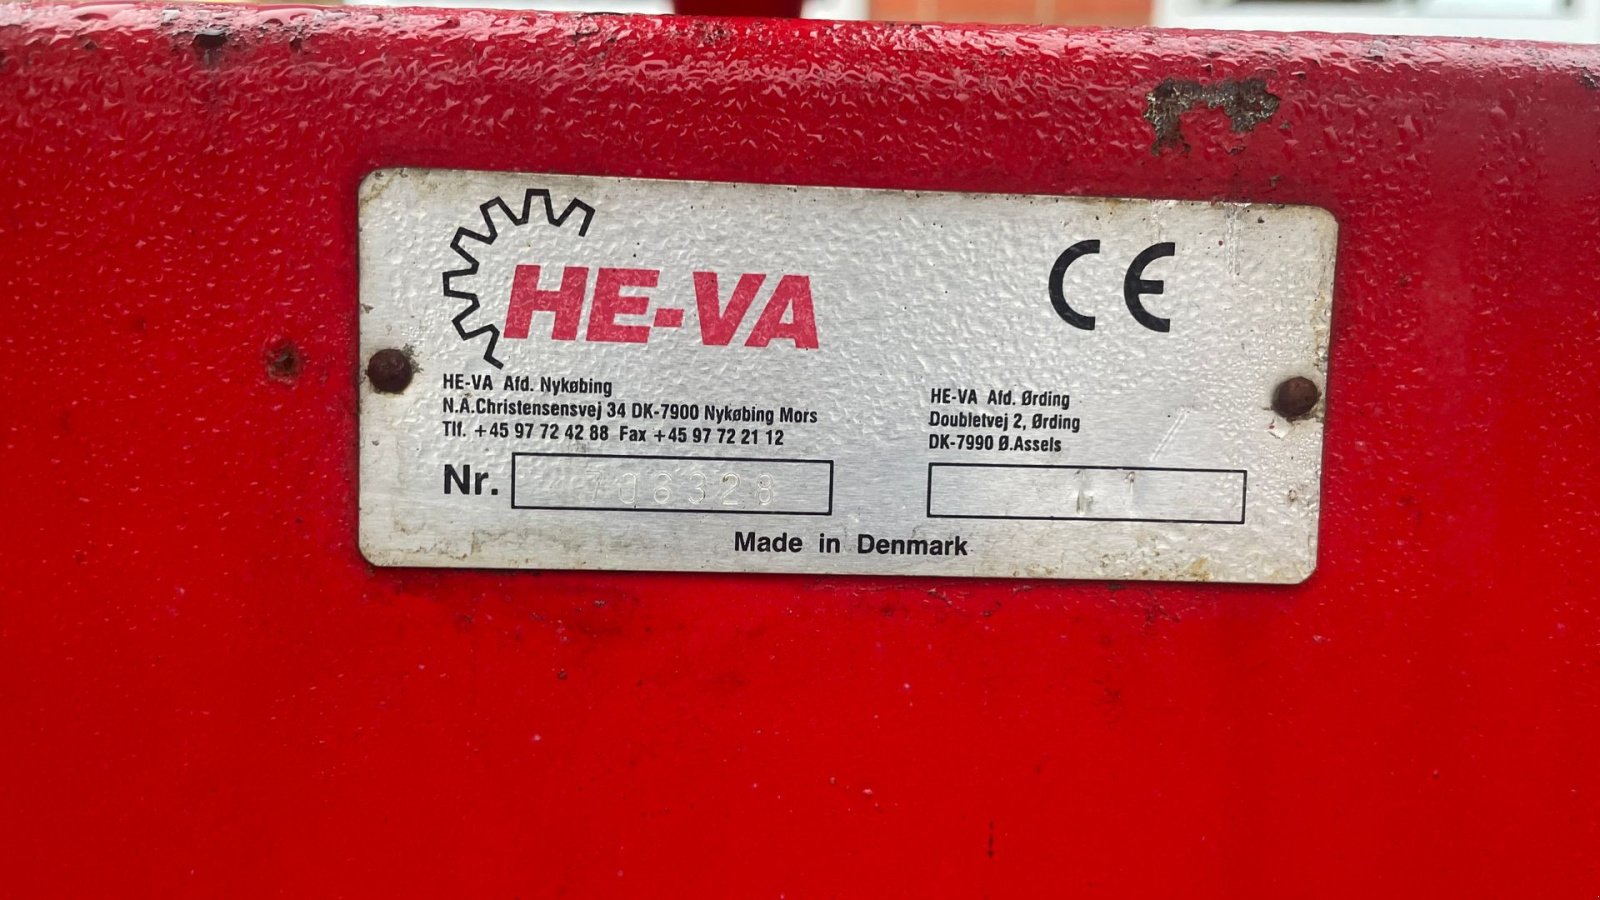 HE-VA
CE
HE-VA Afd. Nykøbing
N.A.Christensensvej 34 DK-7900 Nykøbing Mors
Tlf. +45 97 72 42 88 Fax +45 97 72 21 12
HE-VA Afd. Ørding
Doubletvej 2, Ørding
DK-7990 Ø.Assels
Nr. 706328
Made in Denmark